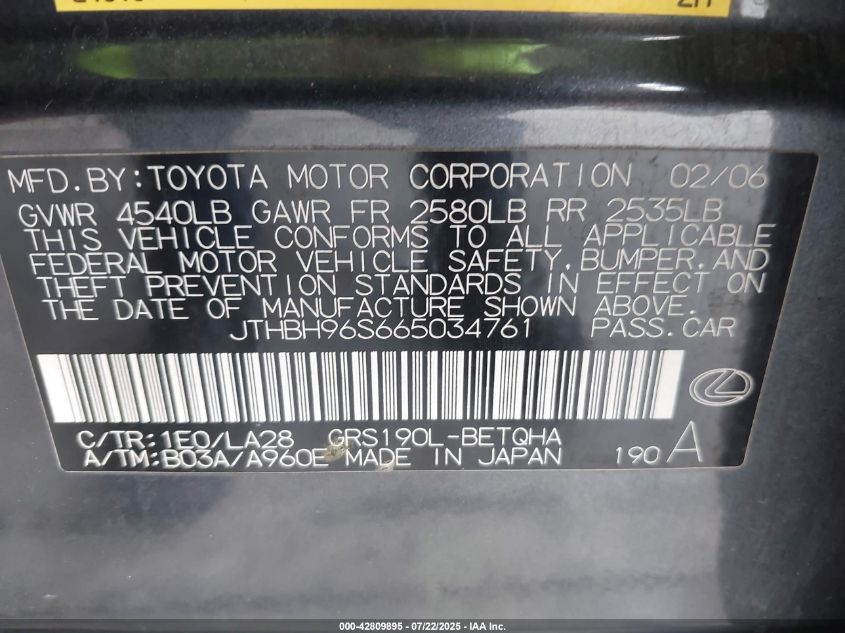 MFD.BY:TOYOTA MOTOR CORPORATION 02/06
GVWR 4540LB GAWR FR 2580LB RR 2535LB
THIS VEHICLE CONFORMS TO ALL APPLICABLE
FEDERAL MOTOR VEHICLE SAFETY,BUMPER,AND
THEFT PREVENTION STANDARDS IN EFFECT ON
THE DATE OF MANUFACTURE SHOWN ABOVE.
JTHBH96S665034761 PASS.CAR
C/TR:1E0/LA28 GRS190L-BETQHA
A/TM:B03A/A960E MADE IN JAPAN 190 A
000-42809895 - 07/22/2025 - IAA Inc.